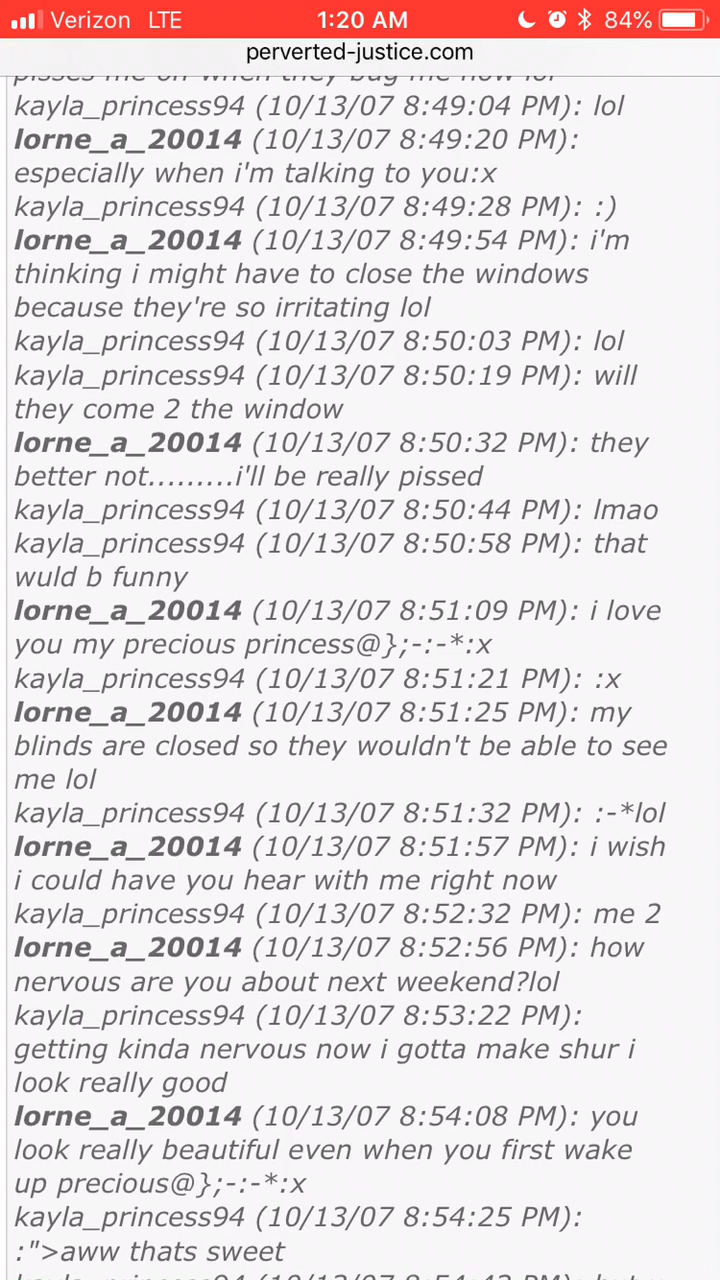 Verizon LTE 1:20 AM 84%
perverted-justice.com
pisses me off when they bug me now lol
kayla_princess94 (10/13/07 8:49:04 PM): lol
lorne_a_20014 (10/13/07 8:49:20 PM):
especially when i'm talking to you:x
kayla_princess94 (10/13/07 8:49:28 PM): :)
lorne_a_20014 (10/13/07 8:49:54 PM): i'm
thinking i might have to close the windows
because they're so irritating lol
kayla_princess94 (10/13/07 8:50:03 PM): lol
kayla_princess94 (10/13/07 8:50:19 PM): will
they come 2 the window
lorne_a_20014 (10/13/07 8:50:32 PM): they
better not.........i'll be really pissed
kayla_princess94 (10/13/07 8:50:44 PM): lmao
kayla_princess94 (10/13/07 8:50:58 PM): that
wuld b funny
lorne_a_20014 (10/13/07 8:51:09 PM): i love
you my precious princess@};-:-*:x
kayla_princess94 (10/13/07 8:51:21 PM): :x
lorne_a_20014 (10/13/07 8:51:25 PM): my
blinds are closed so they wouldn't be able to see
me lol
kayla_princess94 (10/13/07 8:51:32 PM): :-*lol
lorne_a_20014 (10/13/07 8:51:57 PM): i wish
i could have you hear with me right now
kayla_princess94 (10/13/07 8:52:32 PM): me 2
lorne_a_20014 (10/13/07 8:52:56 PM): how
nervous are you about next weekend?lol
kayla_princess94 (10/13/07 8:53:22 PM):
getting kinda nervous now i gotta make shur i
look really good
lorne_a_20014 (10/13/07 8:54:08 PM): you
look really beautiful even when you first wake
up precious@};-:-*:x
kayla_princess94 (10/13/07 8:54:25 PM):
:">aww thats sweet